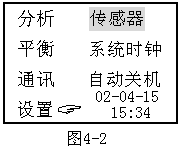 分析 传感器
平衡 系统时钟
通讯 自动关机
设置 02-04-15
15:34
图4-2